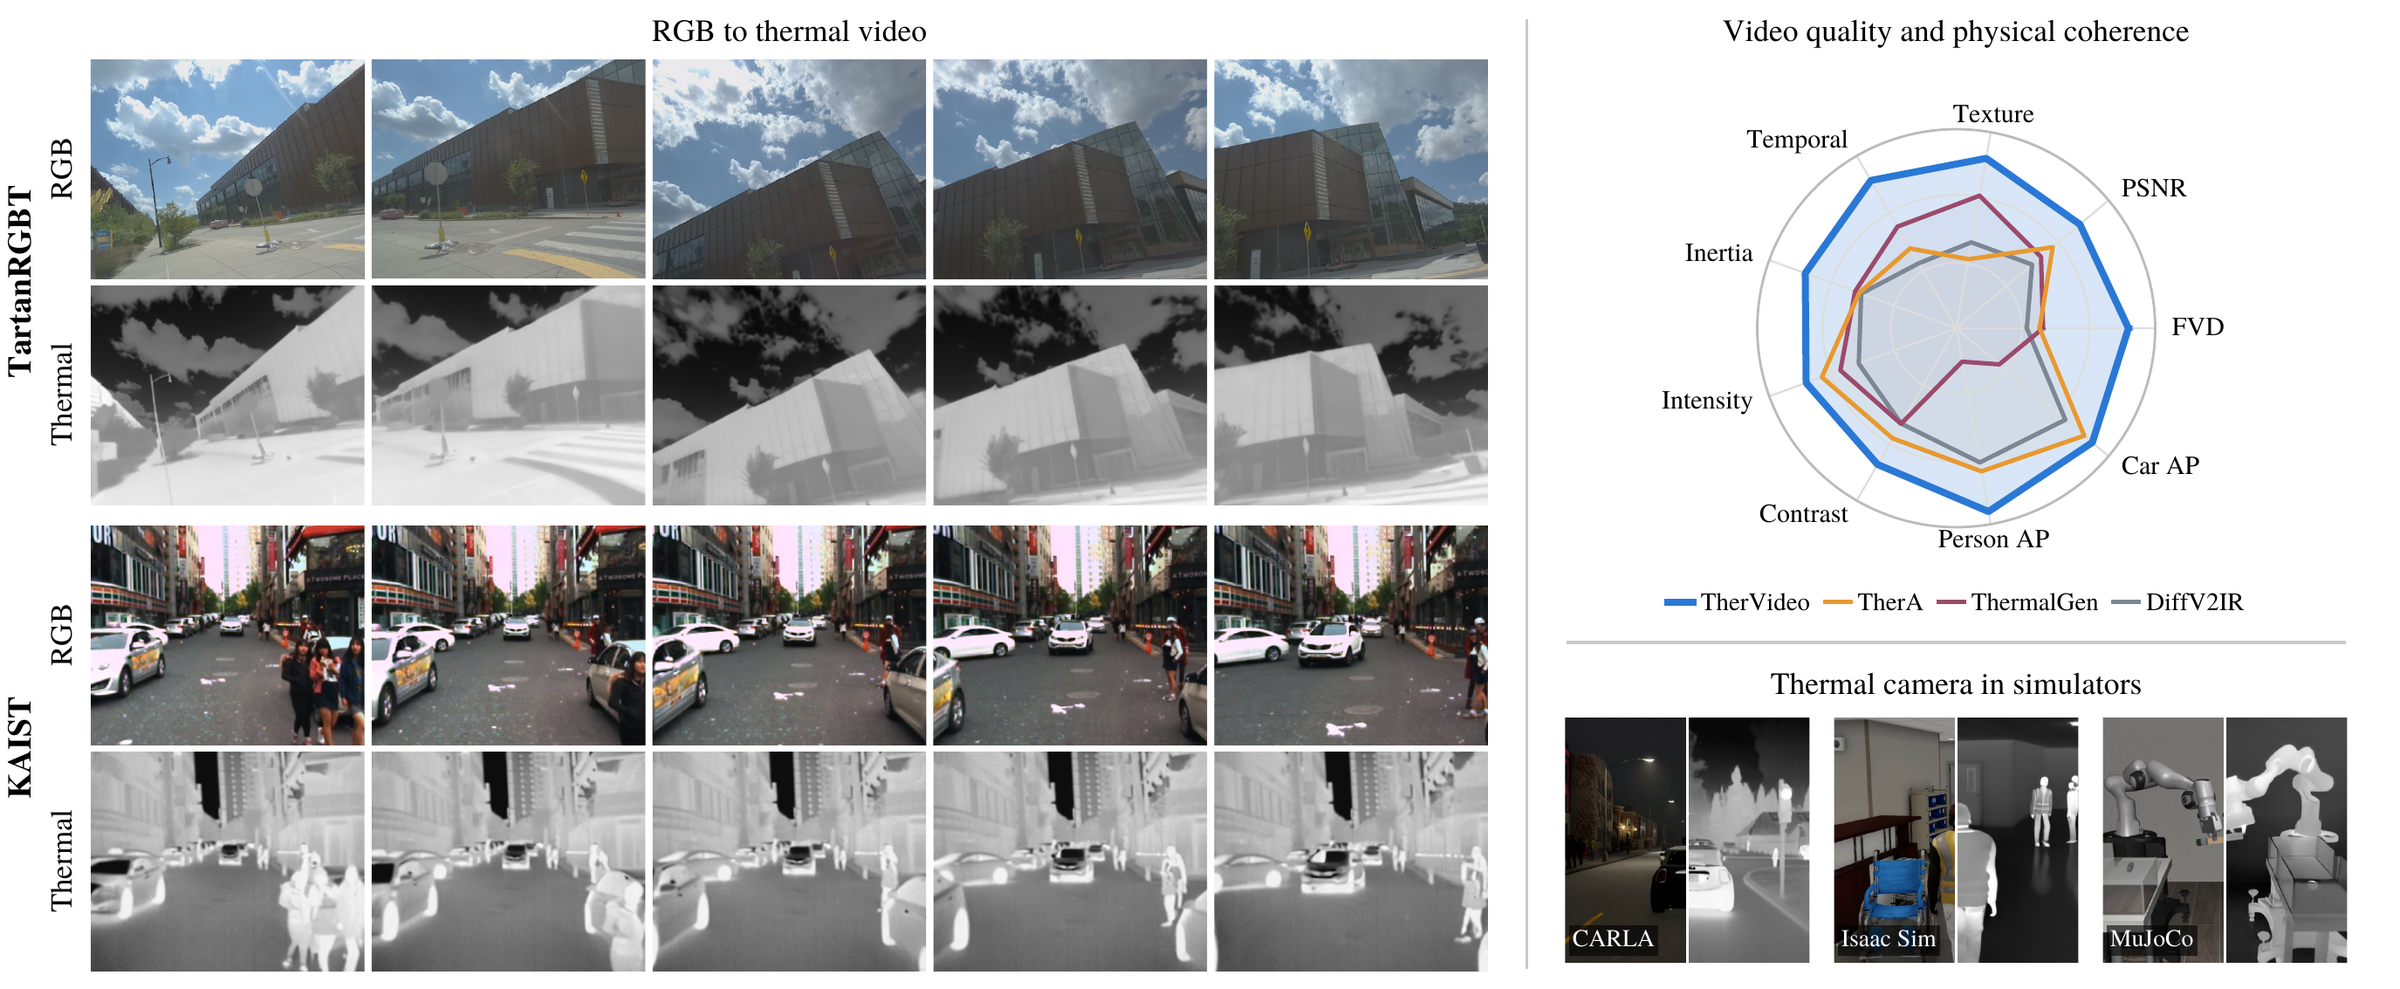 RGB to thermal video
TartanRGBT
RGB
Thermal
KAIST
RGB
Thermal
Video quality and physical coherence
Texture
Temporal
PSNR
Inertia
FVD
Intensity
Car AP
Contrast
Person AP
TherVideo TherA ThermalGen DiffV2IR
Thermal camera in simulators
CARLA
Isaac Sim
MuJoCo